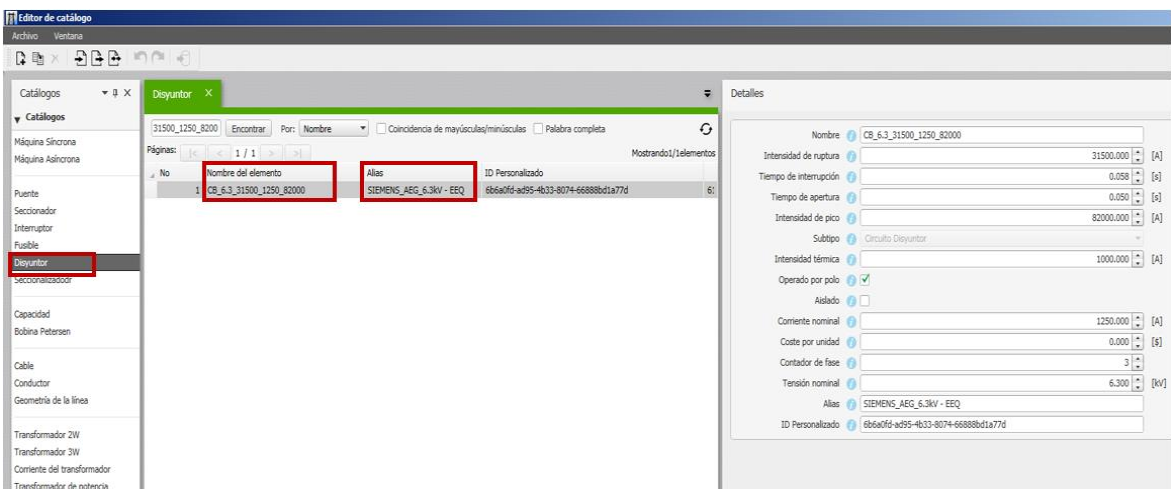 Editor de catálogo
Archivo Ventana
Catálogos
Catálogos
Máquina Síncrona
Máquina Asíncrona
Puente
Seccionador
Interruptor
Fusible
Disyuntor
Seccionalizadodr
Capacidad
Bobina Petersen
Cable
Conductor
Geometría de la línea
Transformador 2W
Transformador 3W
Corriente del transformador
Transformador de potencia
Disyuntor
31500_1250_8200 Encontrar Por: Nombre Coincidencia de mayúsculas/minúsculas Palabra completa
Páginas: |< < 1 / 1 > >| Mostrando1/1elementos
No Nombre del elemento Alias ID Personalizado
1 CB_6.3_31500_1250_82000 SIEMENS_AEG_6.3kV - EEQ 6b6a0fd-ad95-4b33-8074-66888bd1a77d
Detalles
Nombre CB_6.3_31500_1250_82000
Intensidad de ruptura 31500.000 [A]
Tiempo de interrupción 0.058 [s]
Tiempo de apertura 0.050 [s]
Intensidad de pico 82000.000 [A]
Subtipo Circuito Disyuntor
Intensidad térmica 1000.000 [A]
Operado por polo
Aislado
Corriente nominal 1250.000 [A]
Coste por unidad 0.000 [$]
Contador de fase 3
Tensión nominal 6.300 [kV]
Alias SIEMENS_AEG_6.3kV - EEQ
ID Personalizado 6b6a0fd-ad95-4b33-8074-66888bd1a77d